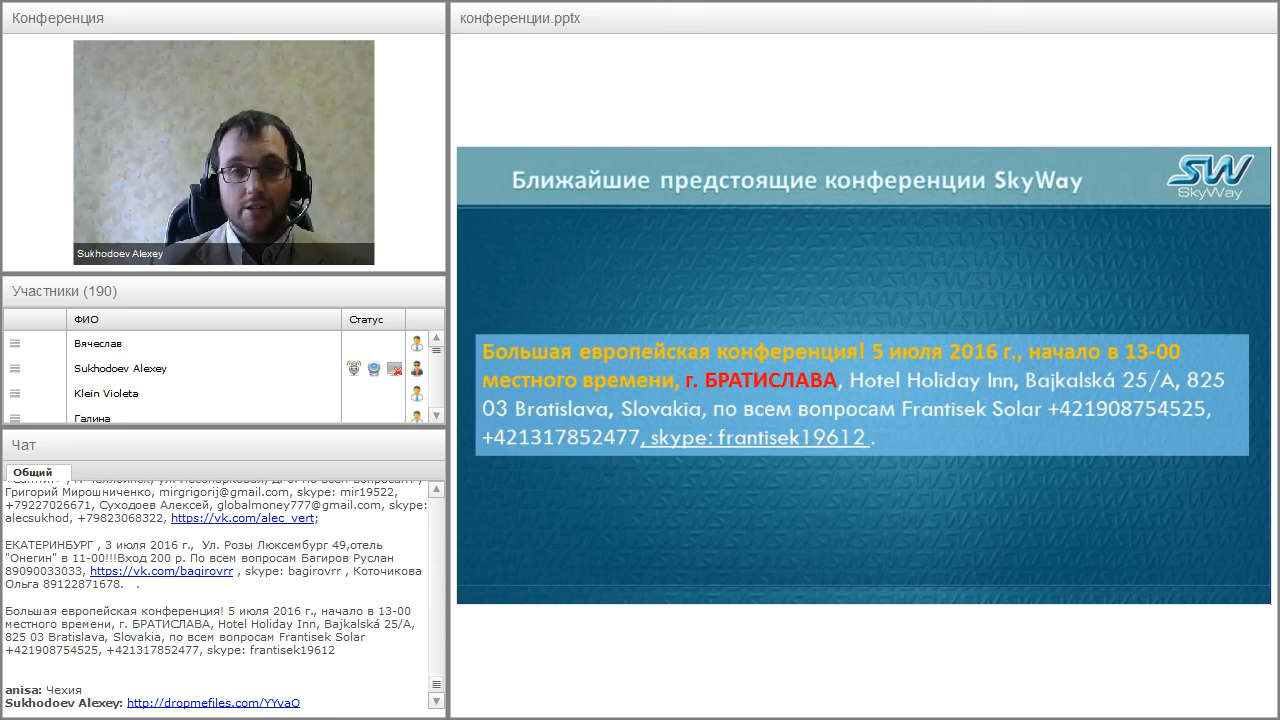 Конференция
Sukhodoev Alexey
Участники (190)
ФИО
Статус
Вячеслав
Sukhodoev Alexey
Klein Violeta
Галина
Чат
Общий
Григорий Мирошниченко, mirgrigorij@gmail.com, skype: mir19522,
+79227026671, Суходоев Алексей, globalmoney777@gmail.com, skype:
alecsukhod, +79823068322, https://vk.com/alec_vert;
ЕКАТЕРИНБУРГ , 3 июля 2016 г., Ул. Розы Люксембург 49,отель
"Онегин" в 11-00!!!Вход 200 р. По всем вопросам Багиров Руслан
89090033033, https://vk.com/bagirovrr , skype: bagirovrr , Коточикова
Ольга 89122871678. .
Большая европейская конференция! 5 июля 2016 г., начало в 13-00
местного времени, г. БРАТИСЛАВА, Hotel Holiday Inn, Bajkalská 25/A,
825 03 Bratislava, Slovakia, по всем вопросам Frantisek Solar
+421908754525, +421317852477, skype: frantisek19612
anisa: Чехия
Sukhodoev Alexey: http://dropmefiles.com/YYvaO
конференции.pptx
Ближайшие предстоящие конференции SkyWay
SW
SkyWay
Большая европейская конференция! 5 июля 2016 г., начало в 13-00
местного времени, г. БРАТИСЛАВА, Hotel Holiday Inn, Bajkalská 25/A, 825
03 Bratislava, Slovakia, по всем вопросам Frantisek Solar +421908754525,
+421317852477, skype: frantisek19612 .